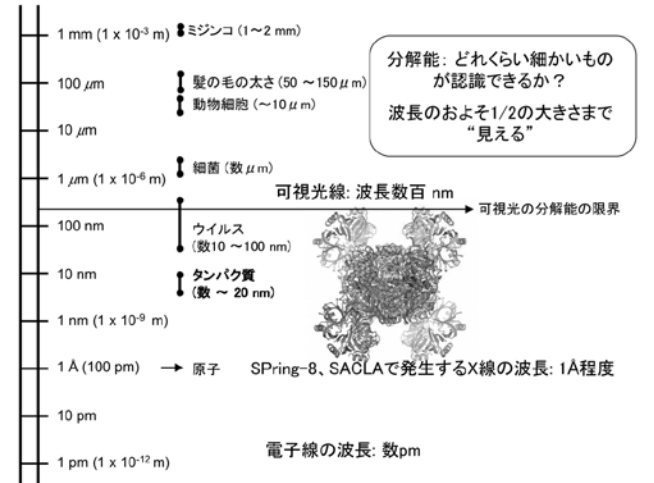 1 mm (1 x 10⁻³ m)
ミジンコ (1～2 mm)
分解能: どれくらい細かいもの
が認識できるか?
波長のおよそ1/2の大きさまで
“見える”
100 μm
髪の毛の太さ (50 ～150μm)
動物細胞 (～10μm)
10 μm
1 μm (1 x 10⁻⁶ m)
細菌 (数μm)
可視光線: 波長数百 nm
可視光の分解能の限界
100 nm
ウイルス
(数10 ～100 nm)
10 nm
タンパク質
(数 ～ 20 nm)
1 nm (1 x 10⁻⁹ m)
1 Å (100 pm)
原子
SPring-8、SACLAで発生するX線の波長: 1Å程度
10 pm
電子線の波長: 数pm
1 pm (1 x 10⁻¹² m)